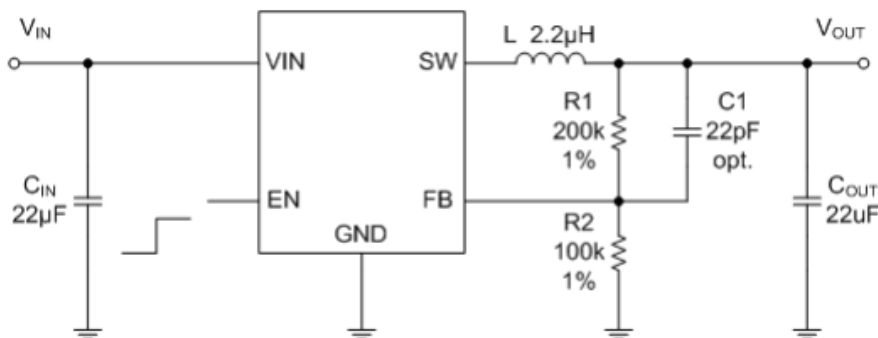 VIN
VOUT
L 2.2µH
VIN
SW
R1
200k
1%
C1
22pF
opt.
CIN
22µF
EN
FB
GND
R2
100k
1%
COUT
22uF